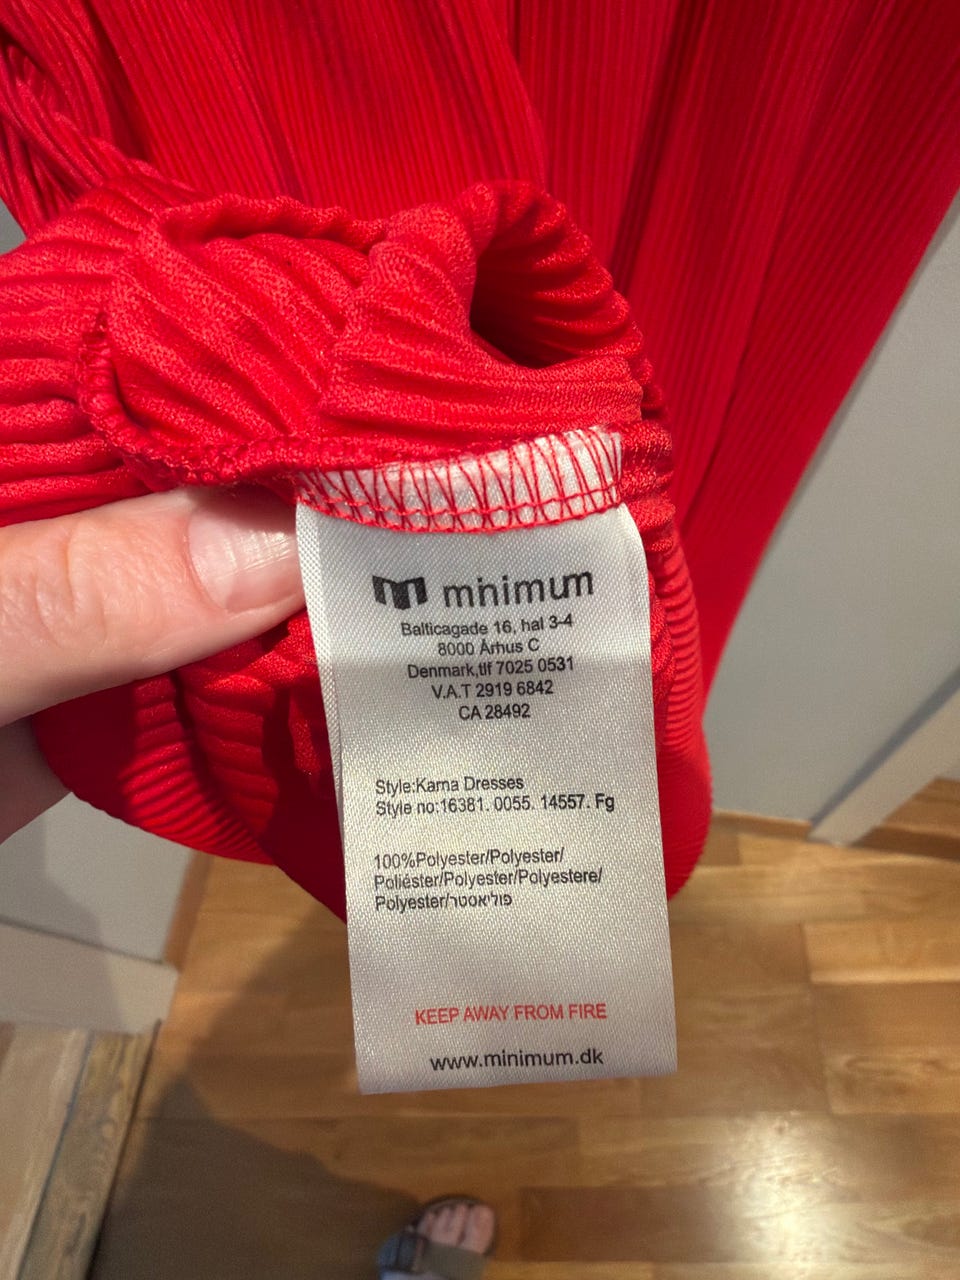 minimum
Balticagade 16, hal 3-4
8000 Århus C
Denmark,tlf 7025 0531
V.A.T 2919 6842
CA 28492
Style:Kama Dresses
Style no:16381. 0055. 14557. Fg
100%Polyester/Polyester/
Poliéster/Polyester/Polyestere/
Polyester/פוליאסטר
KEEP AWAY FROM FIRE
www.minimum.dk